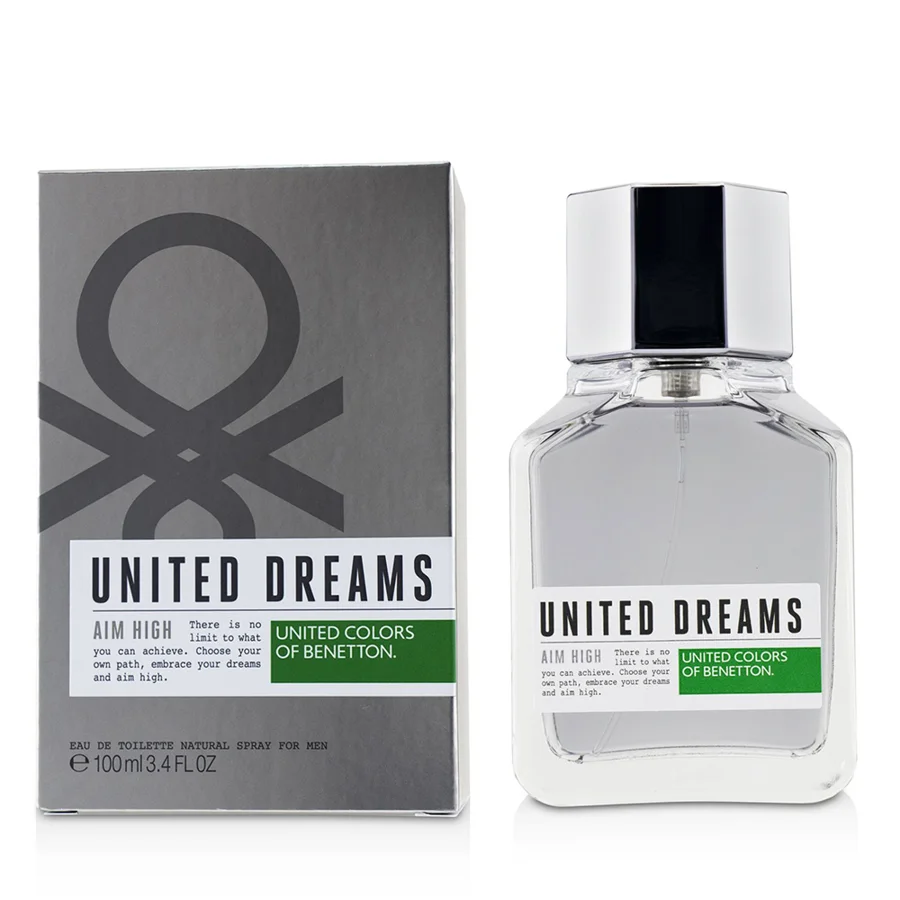 UNITED DREAMS
AIM HIGH There is no
limit to what
you can achieve. Choose your
own path, embrace your dreams
and aim high.
UNITED COLORS
OF BENETTON.
EAU DE TOILETTE NATURAL SPRAY FOR MEN
℮ 100 ml 3.4 FL OZ
UNITED DREAMS
AIM HIGH There is no
limit to what
you can achieve. Choose your
own path, embrace your dreams
and aim high.
UNITED COLORS
OF BENETTON.